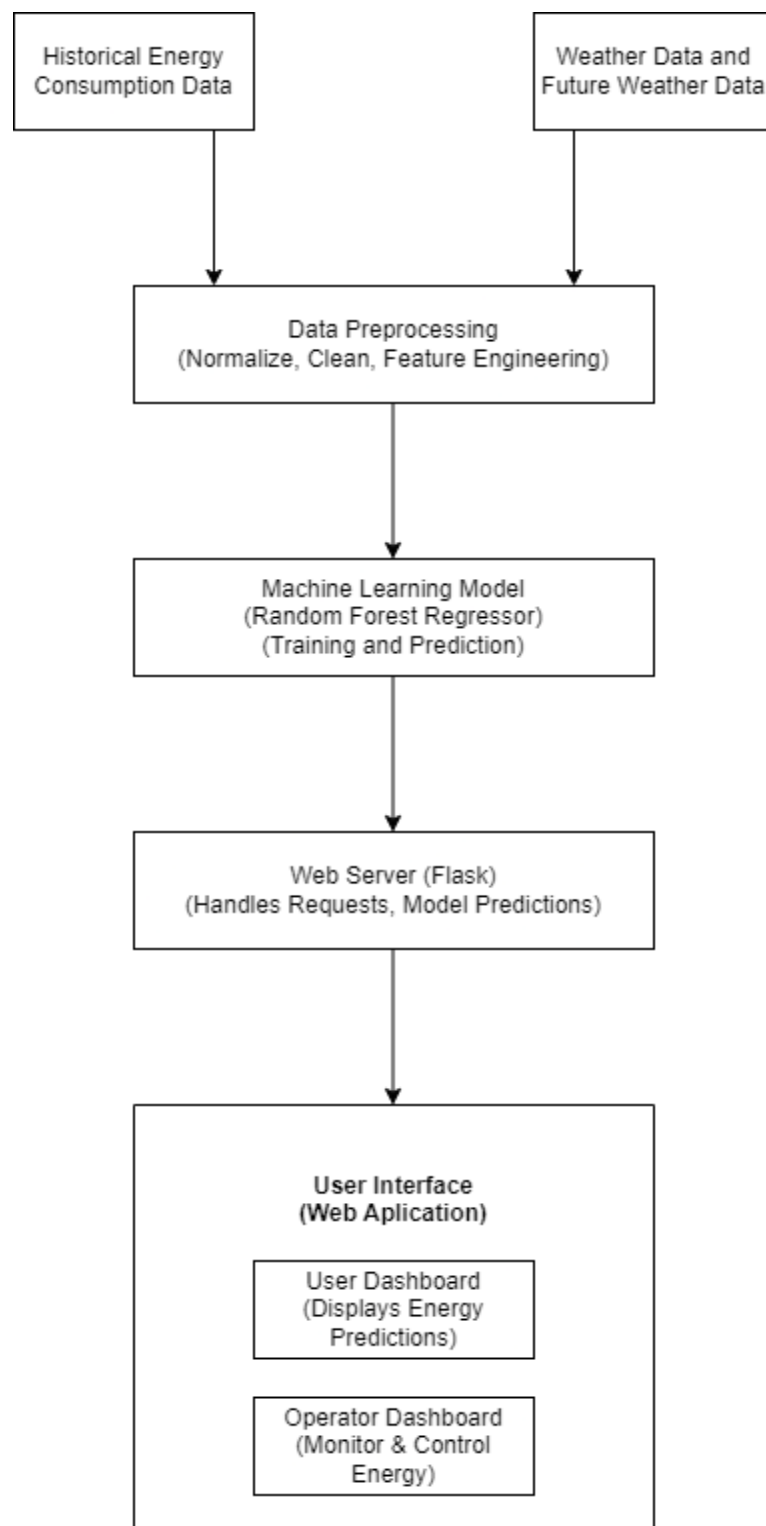 Historical Energy
Consumption Data
Weather Data and
Future Weather Data
Data Preprocessing
(Normalize, Clean, Feature Engineering)
Machine Learning Model
(Random Forest Regressor)
(Training and Prediction)
Web Server (Flask)
(Handles Requests, Model Predictions)
User Interface
(Web Aplication)
User Dashboard
(Displays Energy
Predictions)
Operator Dashboard
(Monitor & Control
Energy)